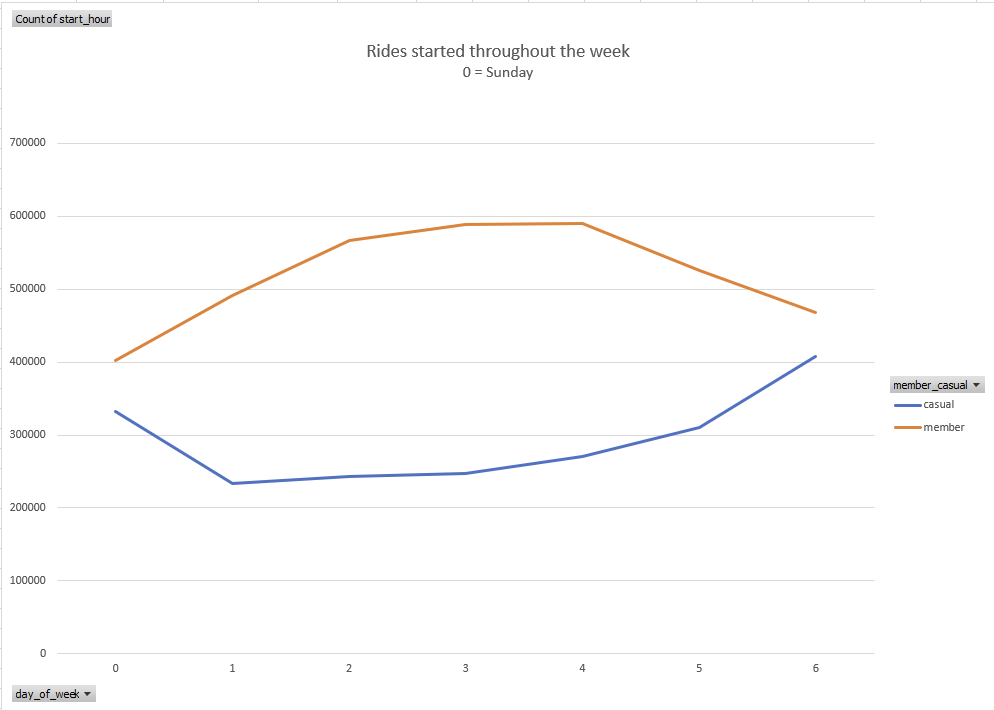 Count of start_hour
Rides started throughout the week
0 = Sunday
700000
600000
500000
400000
300000
200000
100000
0
0 1 2 3 4 5 6
member_casual
casual
member
day_of_week